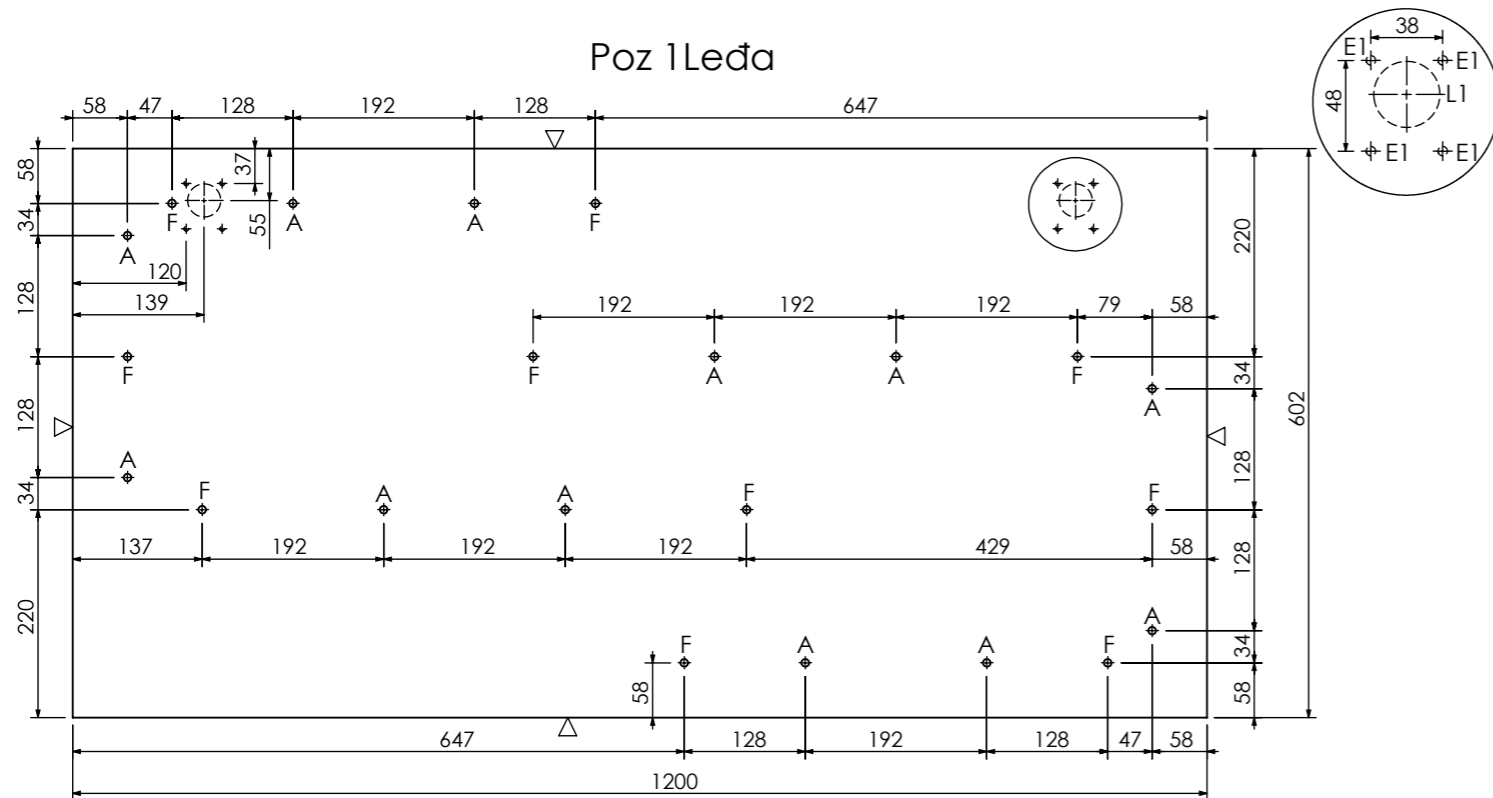 Poz 1Leđa
38
E1 E1
48
L1
E1 E1
58 47 128 192 128 647
58
37
34
55
F A A F
A
220
120
128
139
192 192 192 79 58
F F A A F
34
A
602
128
128
A
34
F A A F F
137 192 192 192 429 58
128
220
A
F A A F
34
58
58
647 128 192 128 47 58
1200